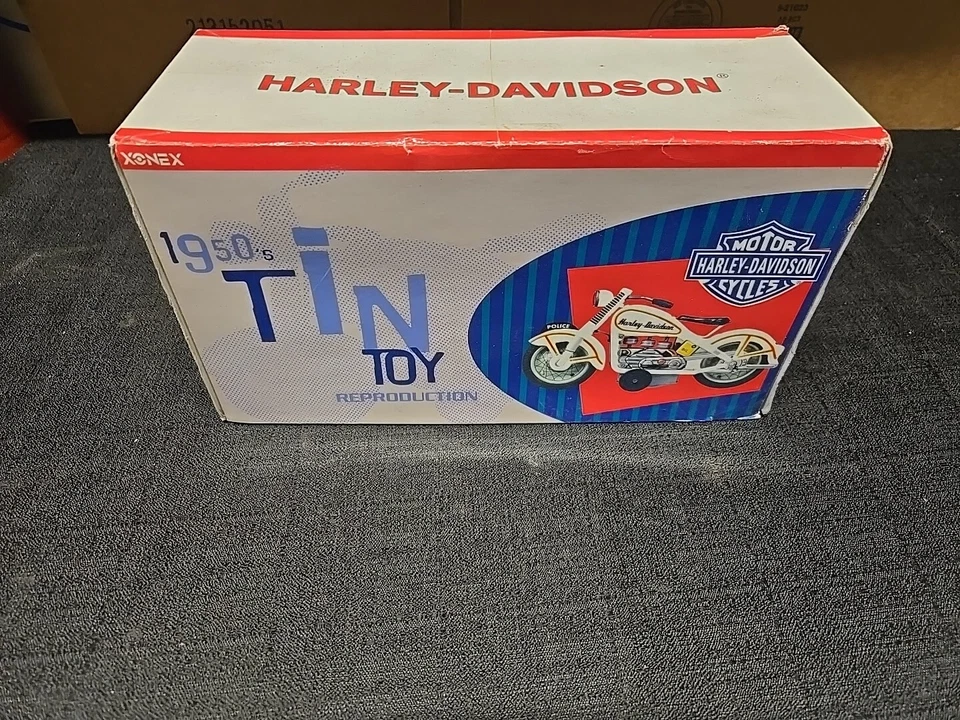 HARLEY-DAVIDSON®
XONEX
1950's
TIN
TOY
REPRODUCTION
MOTOR
HARLEY-DAVIDSON
CYCLES
POLICE
Harley-Davidson